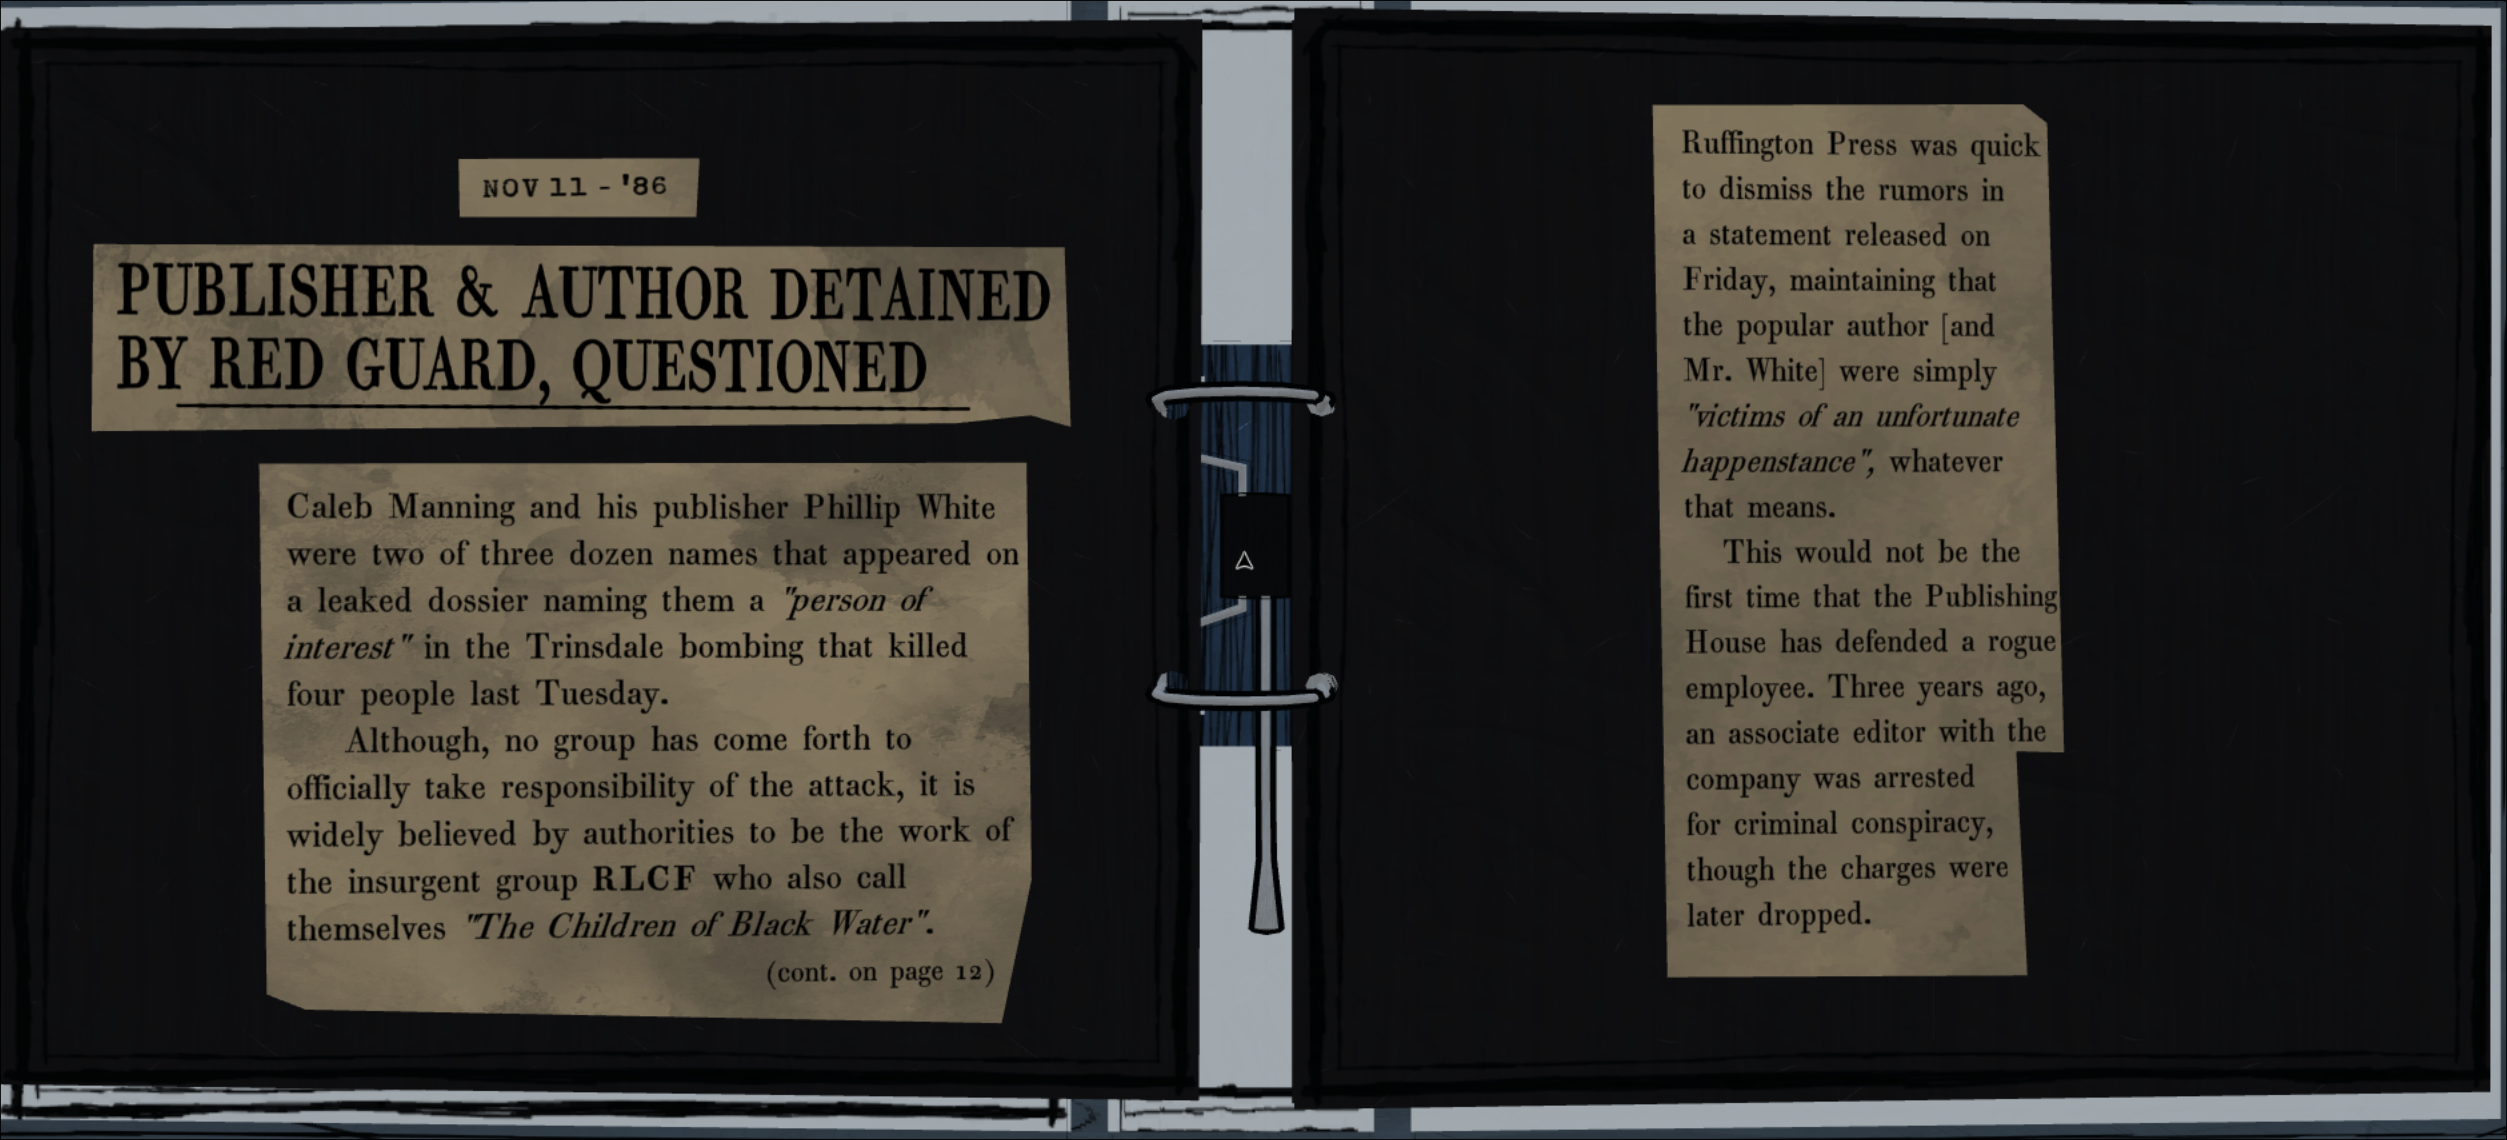 NOV 11 - '86
PUBLISHER & AUTHOR DETAINED
BY RED GUARD, QUESTIONED
Caleb Manning and his publisher Phillip White
were two of three dozen names that appeared on
a leaked dossier naming them a "person of
interest" in the Trinsdale bombing that killed
four people last Tuesday.
Although, no group has come forth to
officially take responsibility of the attack, it is
widely believed by authorities to be the work of
the insurgent group RLCF who also call
themselves "The Children of Black Water".
(cont. on page 12)
Ruffington Press was quick
to dismiss the rumors in
a statement released on
Friday, maintaining that
the popular author [and
Mr. White] were simply
"victims of an unfortunate
happenstance", whatever
that means.
This would not be the
first time that the Publishing
House has defended a rogue
employee. Three years ago,
an associate editor with the
company was arrested
for criminal conspiracy,
though the charges were
later dropped.